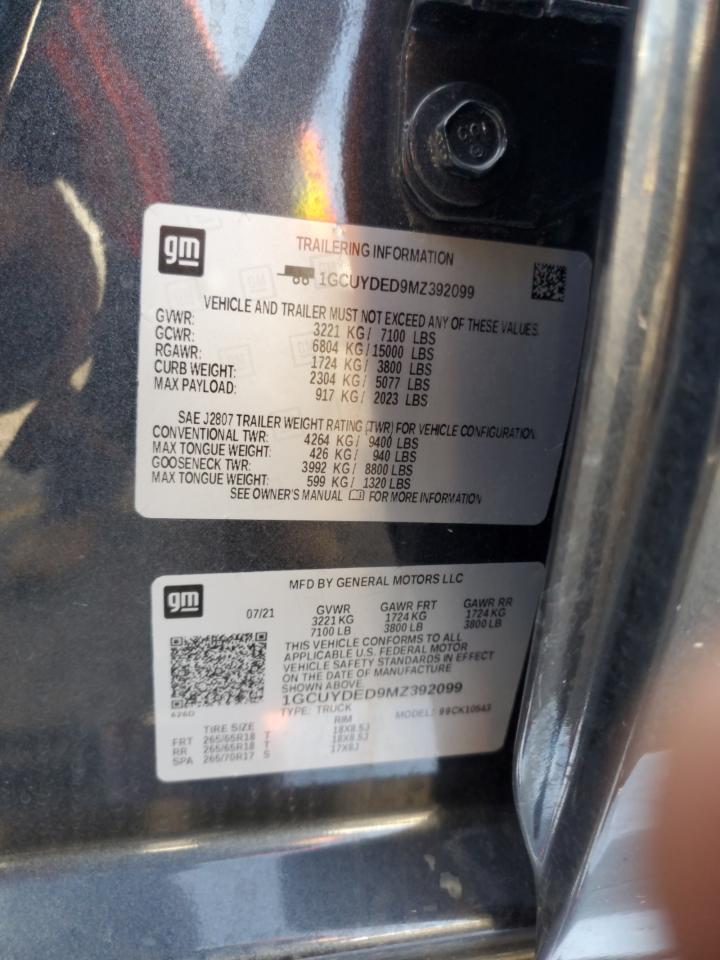 CO1
gm
TRAILERING INFORMATION
1GCUYDED9MZ392099
VEHICLE AND TRAILER MUST NOT EXCEED ANY OF THESE VALUES.
GVWR: 3221 KG/ 7100 LBS
GCWR: 6804 KG/15000 LBS
RGAWR: 1724 KG/ 3800 LBS
CURB WEIGHT: 2304 KG/ 5077 LBS
MAX PAYLOAD: 917 KG/ 2023 LBS
SAE J2807 TRAILER WEIGHT RATING (TWR) FOR VEHICLE CONFIGURATION
CONVENTIONAL TWR: 4264 KG/ 9400 LBS
MAX TONGUE WEIGHT: 426 KG/ 940 LBS
GOOSENECK TWR: 3992 KG/ 8800 LBS
MAX TONGUE WEIGHT: 599 KG/ 1320 LBS
SEE OWNER'S MANUAL FOR MORE INFORMATION
gm
MFD BY GENERAL MOTORS LLC
07/21 GVWR GAWR FRT GAWR RR
3221 KG 1724 KG 1724 KG
7100 LB 3800 LB 3800 LB
THIS VEHICLE CONFORMS TO ALL
APPLICABLE U.S. FEDERAL MOTOR
VEHICLE SAFETY STANDARDS IN EFFECT
ON THE DATE OF MANUFACTURE
SHOWN ABOVE.
1GCUYDED9MZ392099
626D TYPE: TRUCK MODEL: 99CK10543
TIRE SIZE RIM
FRT 265/65R18 T 18X8.5J
RR 265/65R18 T 18X8.5J
SPA 265/70R17 S 17X8J